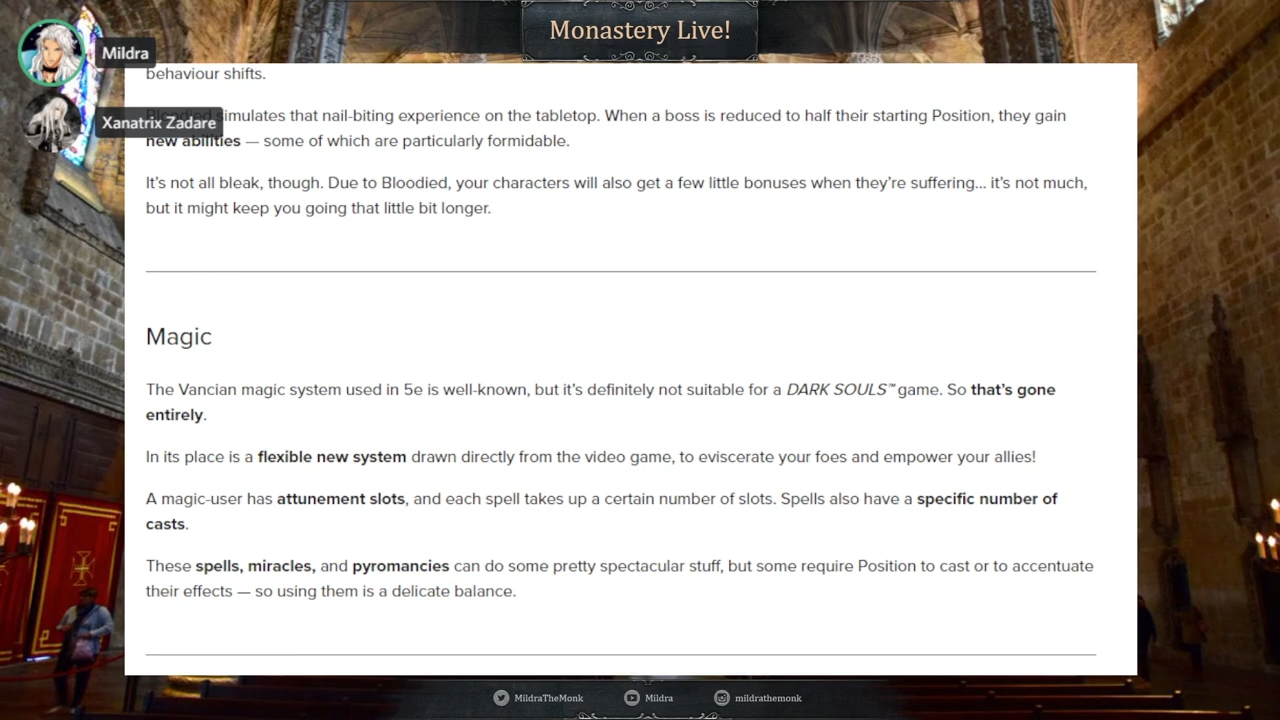 Monastery Live!
Mildra
Xanatrix Zadare
behaviour shifts.
simulates that nail-biting experience on the tabletop. When a boss is reduced to half their starting Position, they gain
new abilities — some of which are particularly formidable.
It’s not all bleak, though. Due to Bloodied, your characters will also get a few little bonuses when they’re suffering... it’s not much,
but it might keep you going that little bit longer.
Magic
The Vancian magic system used in 5e is well-known, but it’s definitely not suitable for a DARK SOULS™ game. So that’s gone
entirely.
In its place is a flexible new system drawn directly from the video game, to eviscerate your foes and empower your allies!
A magic-user has attunement slots, and each spell takes up a certain number of slots. Spells also have a specific number of
casts.
These spells, miracles, and pyromancies can do some pretty spectacular stuff, but some require Position to cast or to accentuate
their effects — so using them is a delicate balance.
MildraTheMonk
Mildra
mildrathemonk